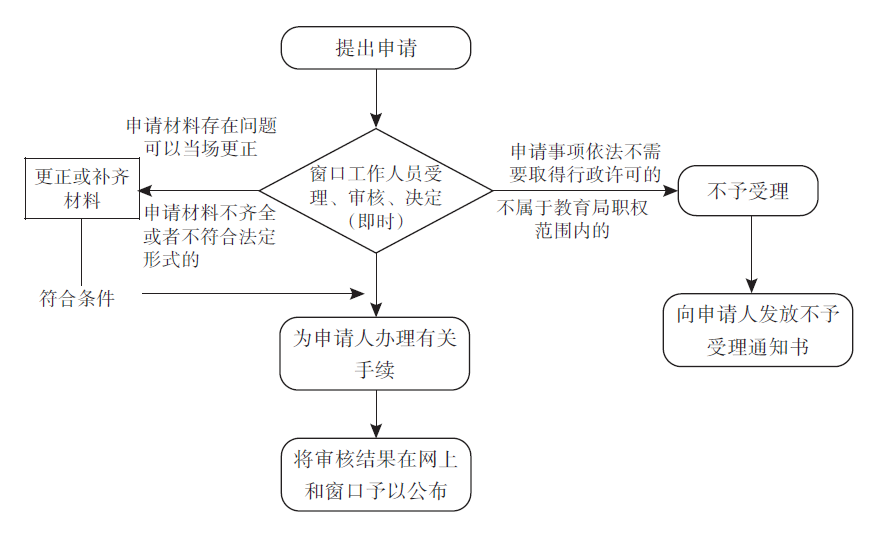 提出申请
申请材料存在问题
可以当场更正
更正或补齐
材料
申请材料不齐全
或者不符合法定
形式的
窗口工作人员受
理、审核、决定
（即时）
申请事项依法不需
要取得行政许可的
不属于教育局职权
范围内的
不予受理
符合条件
向申请人发放不予
受理通知书
为申请人办理有关
手续
将审核结果在网上
和窗口予以公布